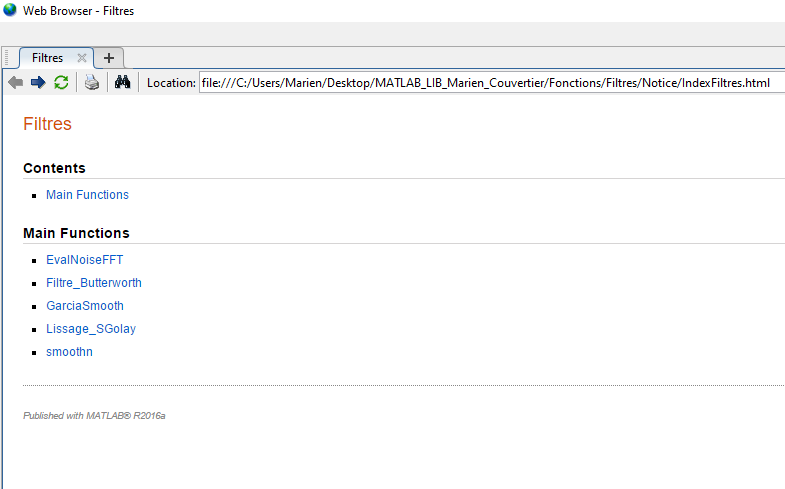 Web Browser - Filtres
Filtres
Location: file:///C:/Users/Marien/Desktop/MATLAB_LIB_Marien_Couvertier/Fonctions/Filtres/Notice/IndexFiltres.html
Filtres
Contents
Main Functions
Main Functions
EvalNoiseFFT
Filtre_Butterworth
GarciaSmooth
Lissage_SGolay
smoothn
Published with MATLAB® R2016a